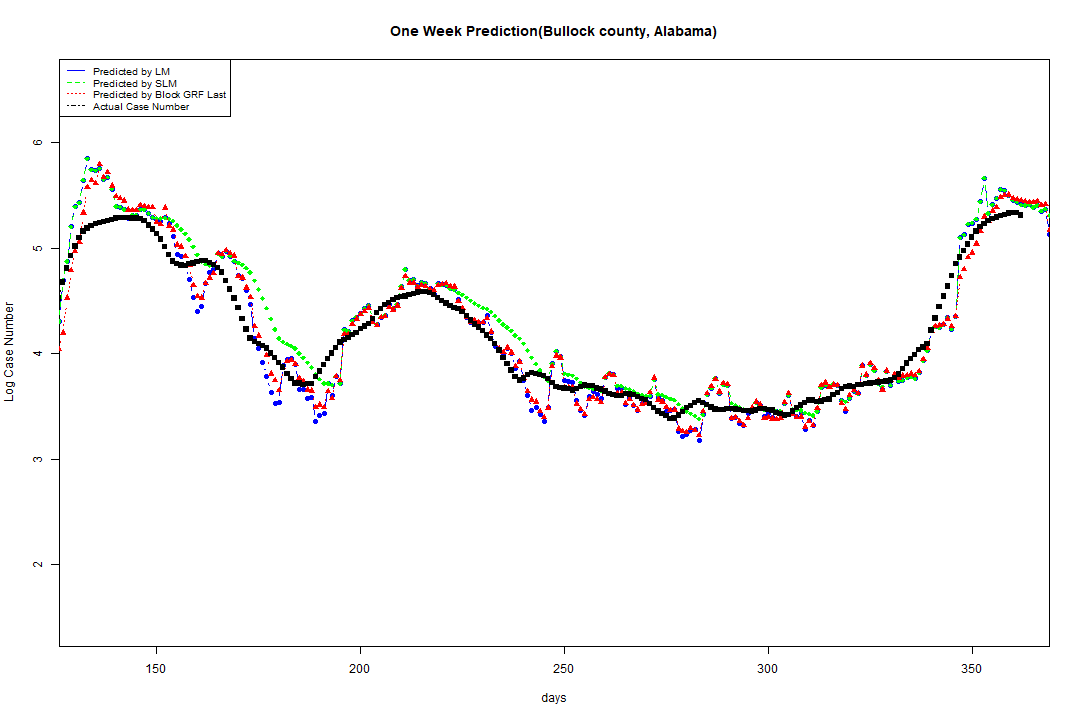 One Week Prediction(Bullock county, Alabama)
Predicted by LM
Predicted by SLM
Predicted by Block GRF Last
Actual Case Number
Log Case Number
6
5
4
3
2
150 200 250 300 350
days